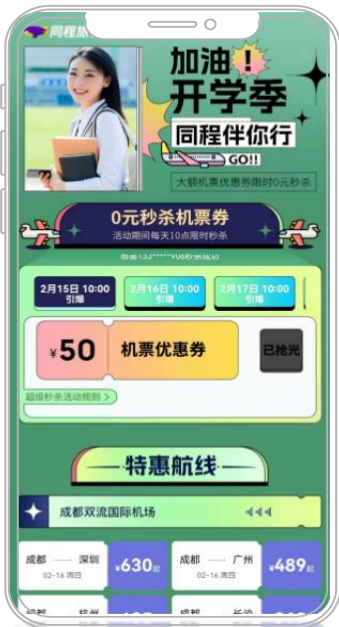 同程旅
加油!
开学季
同程伴你行
GO!!
大额机票优惠券限时0元秒杀
0元秒杀机票券
活动期间每天10点限时秒杀
2月15日 10:00 引爆
2月16日 10:00 引爆
2月17日 10:00 引爆
¥50 机票优惠券 已抢光
超级秒杀活动规则 >
特惠航线
成都双流国际机场
成都 — 深圳 ¥630起 成都 — 广州 ¥489起
02-16 周四 02-16 周四